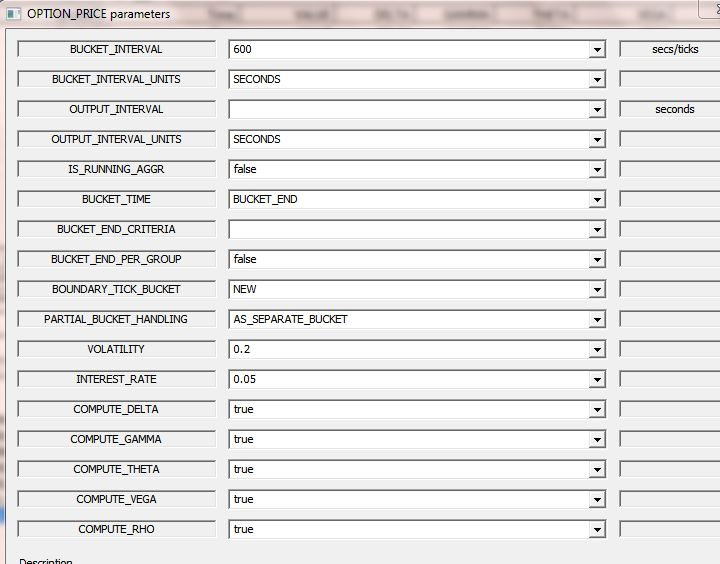 OPTION_PRICE parameters
BUCKET_INTERVAL 600 secs/ticks
BUCKET_INTERVAL_UNITS SECONDS
OUTPUT_INTERVAL seconds
OUTPUT_INTERVAL_UNITS SECONDS
IS_RUNNING_AGGR false
BUCKET_TIME BUCKET_END
BUCKET_END_CRITERIA
BUCKET_END_PER_GROUP false
BOUNDARY_TICK_BUCKET NEW
PARTIAL_BUCKET_HANDLING AS_SEPARATE_BUCKET
VOLATILITY 0.2
INTEREST_RATE 0.05
COMPUTE_DELTA true
COMPUTE_GAMMA true
COMPUTE_THETA true
COMPUTE_VEGA true
COMPUTE_RHO true
Description